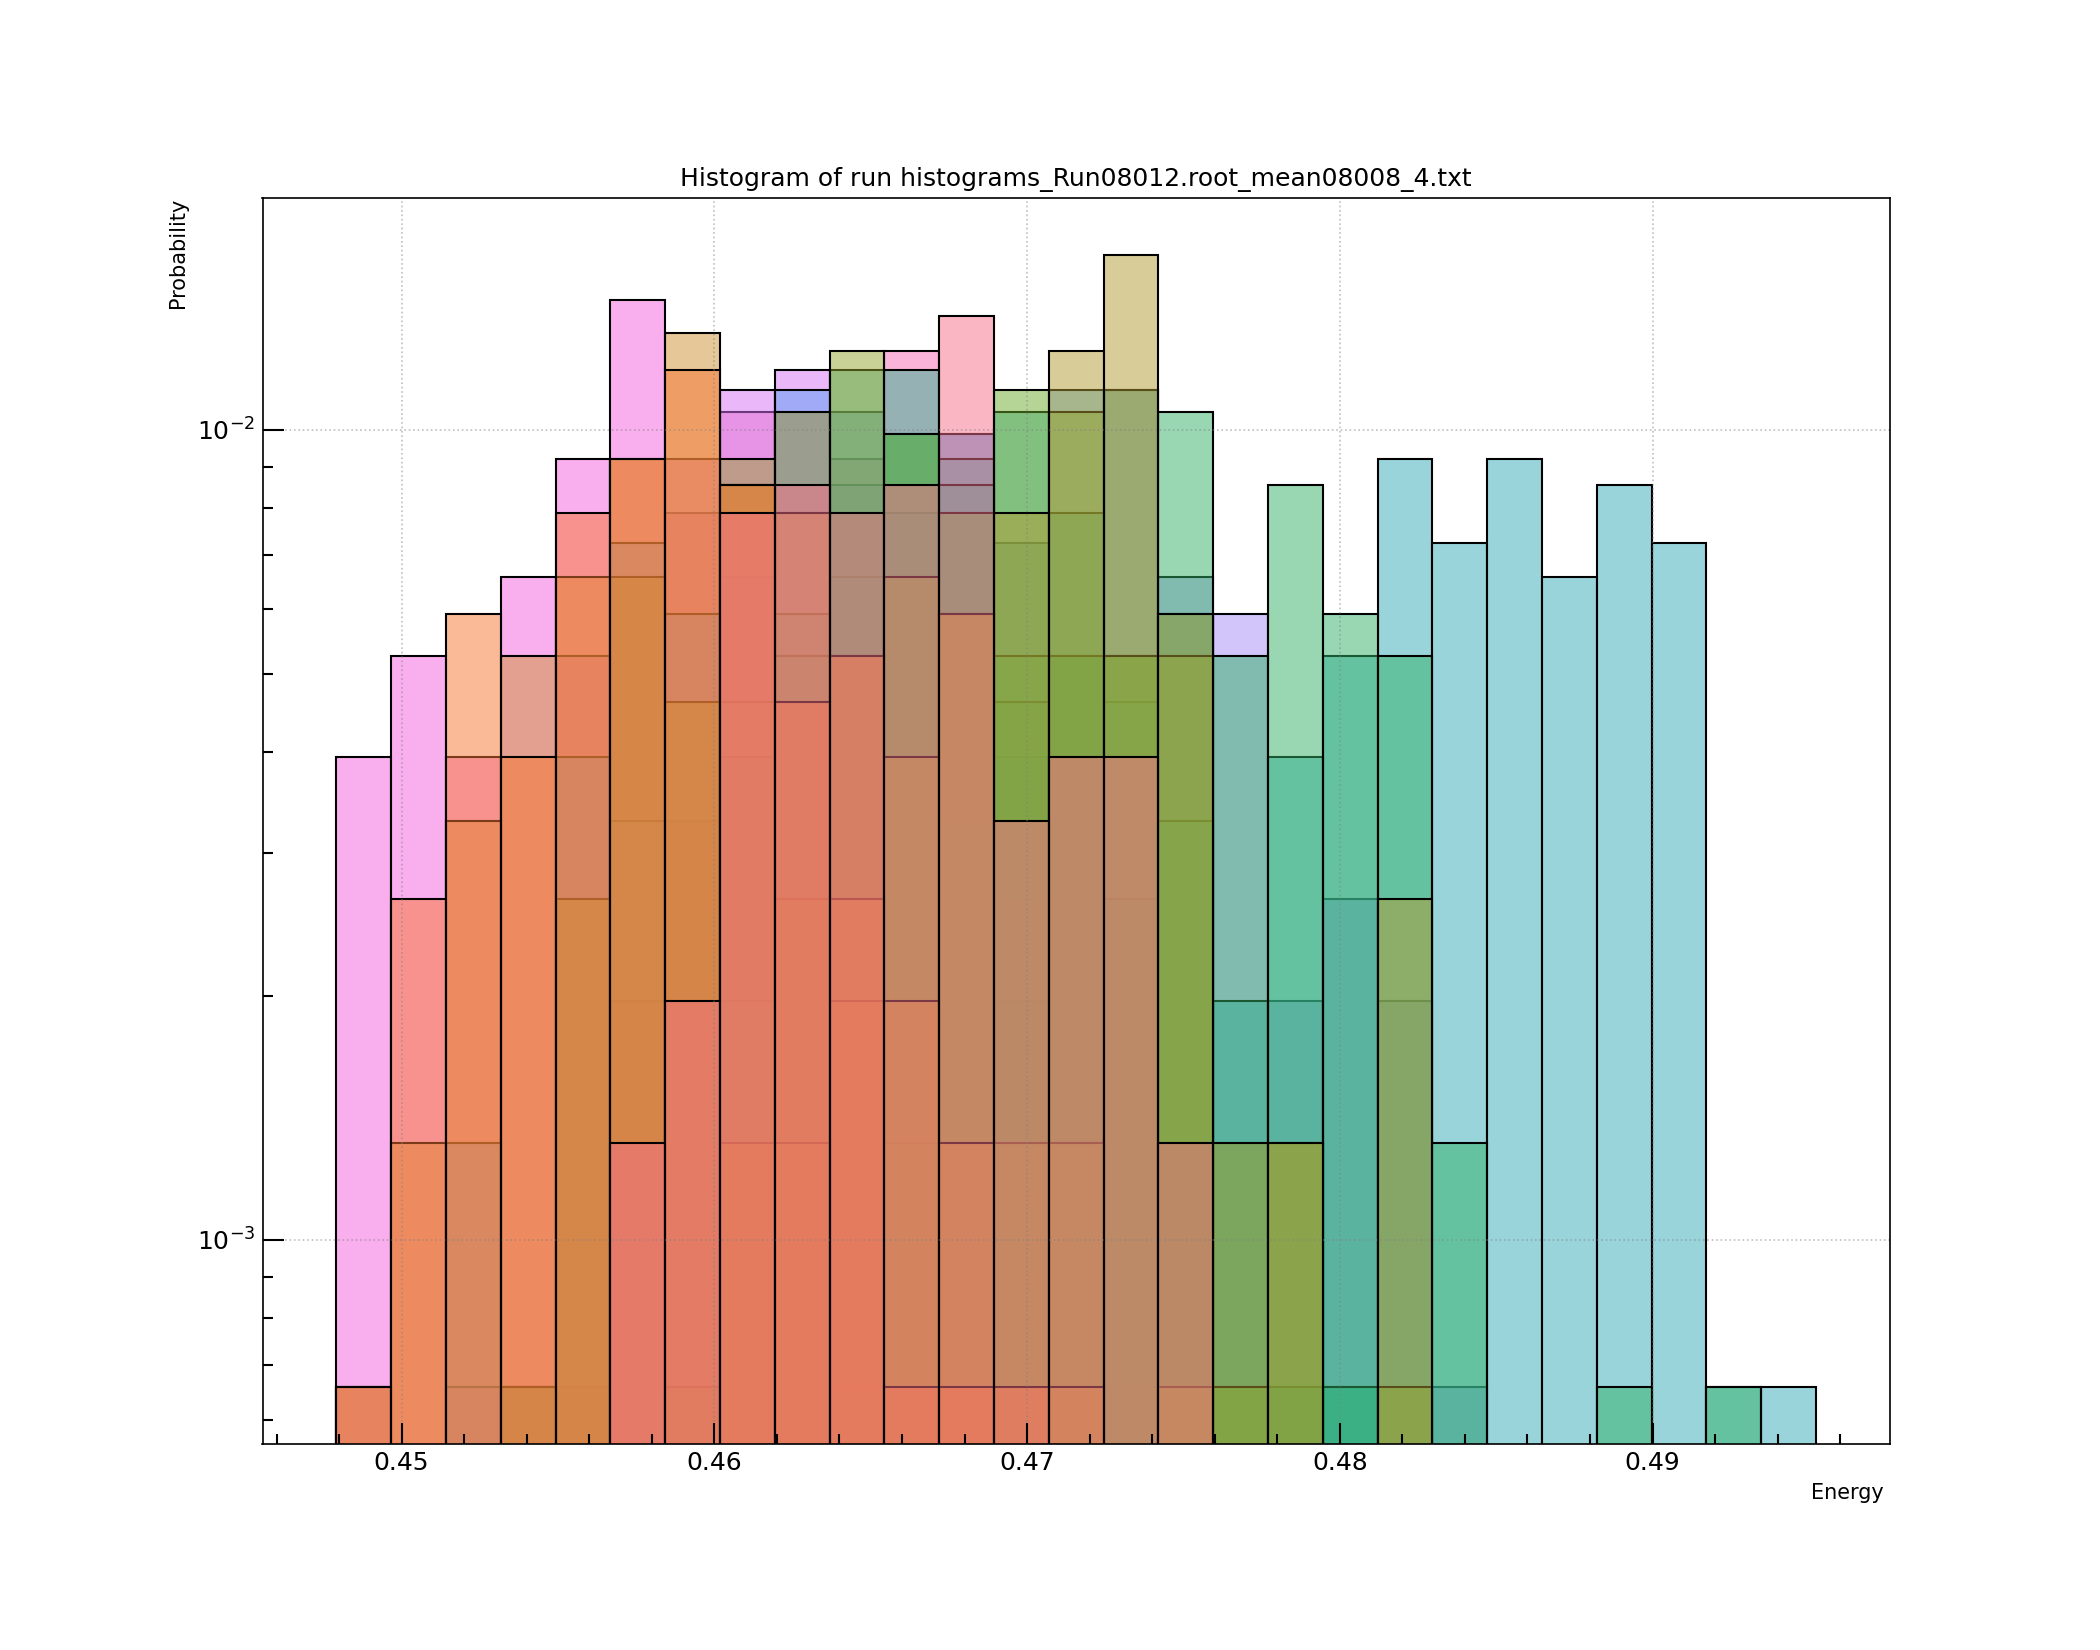 Histogram of run histograms_Run08012.root_mean08008_4.txt
Probability
10⁻²
10⁻³
0.45 0.46 0.47 0.48 0.49
Energy